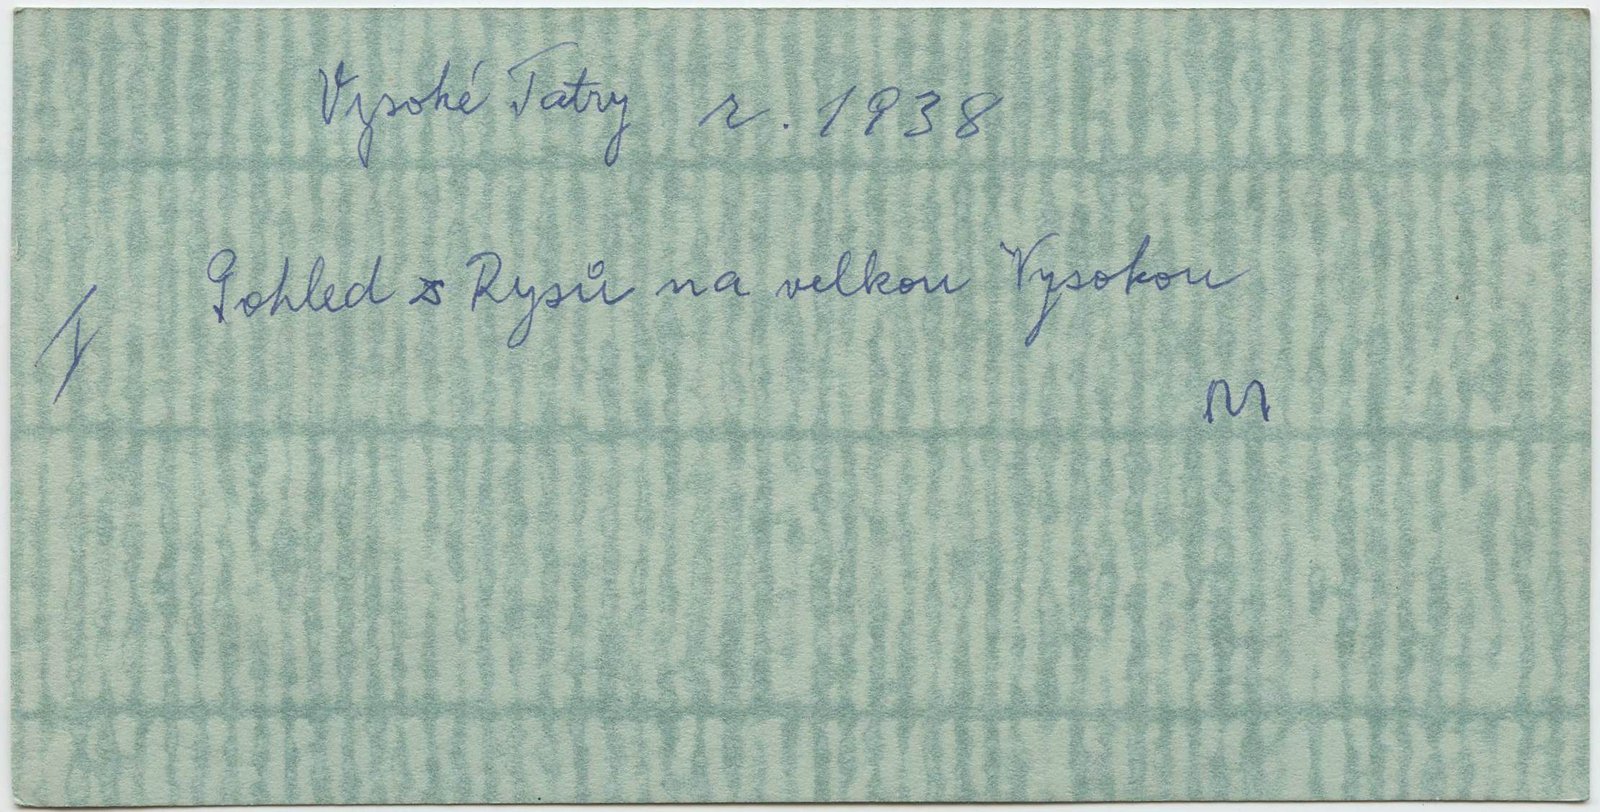 Vysoké Tatry r. 1938
Pohled z Rysů na velkou Vysokou
M